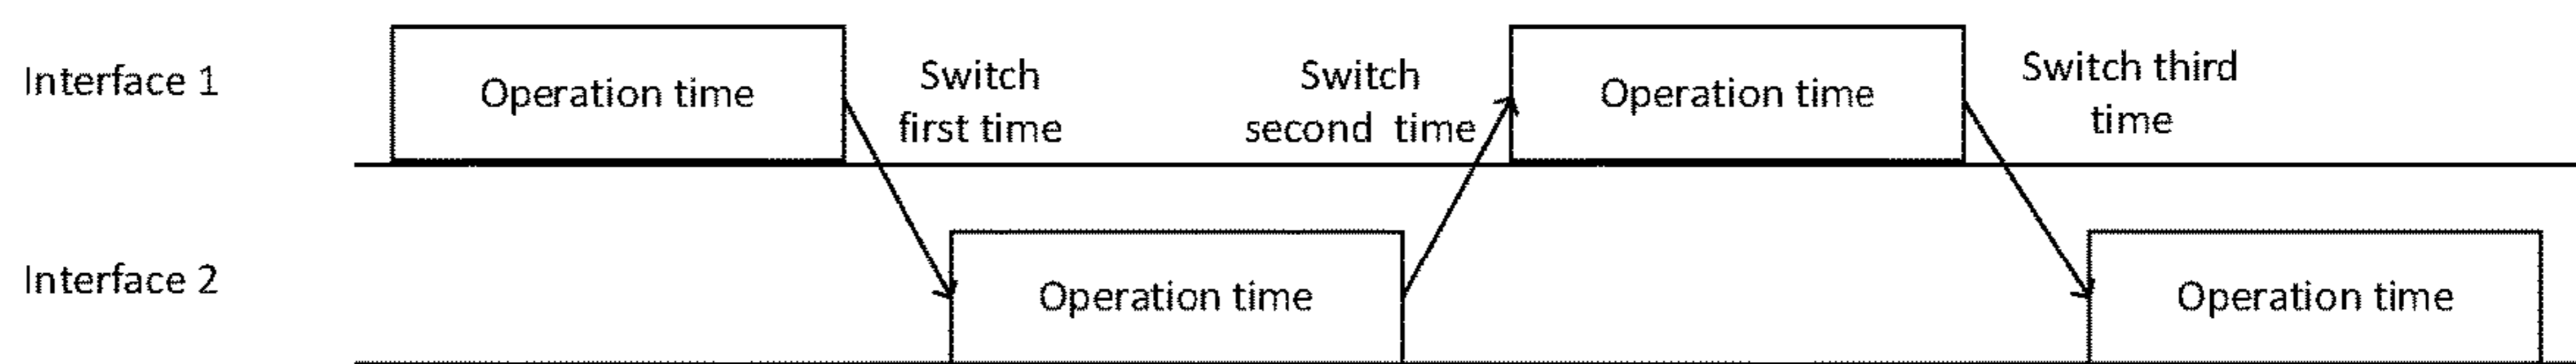 Interface 1
Operation time
Switch
first time
Switch
second time
Operation time
Switch third
time
Interface 2
Operation time
Operation time